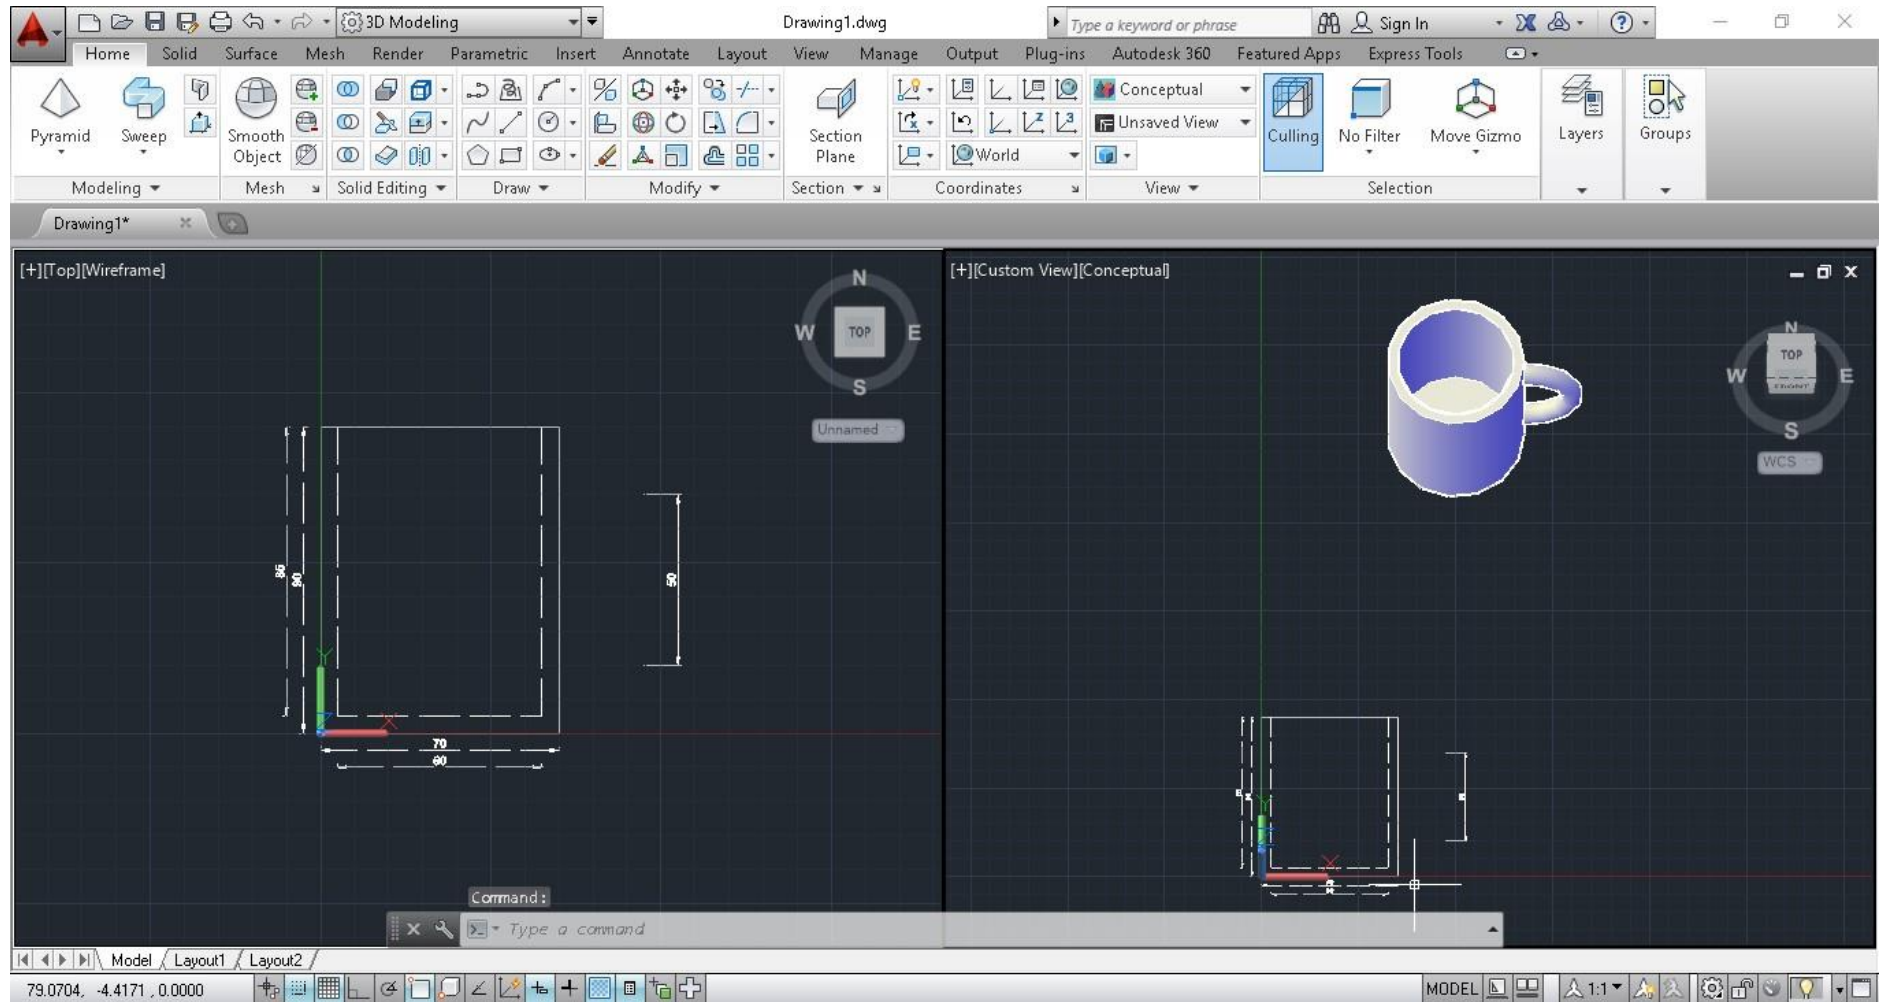 3D Modeling
Drawing1.dwg
Type a keyword or phrase
Sign In
Home Solid Surface Mesh Render Parametric Insert Annotate Layout View Manage Output Plug-ins Autodesk 360 Featured Apps Express Tools
Pyramid
Sweep
Smooth Object
Section Plane
World
Conceptual
Unsaved View
Culling
No Filter
Move Gizmo
Layers
Groups
Modeling Mesh Solid Editing Draw Modify Section Coordinates View Selection
Drawing1*
[+][Top][Wireframe]
N
W TOP E
S
Unnamed
85
90
50
Y
X
70
60
[+][Custom View][Conceptual]
N
TOP
W E
FRONT
S
WCS
Y
X
Command:
Type a command
Model Layout1 Layout2
79.0704, -4.4171 , 0.0000
MODEL
1:1